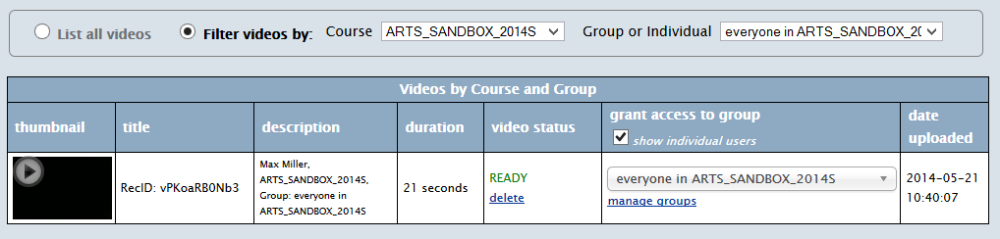 List all videos Filter videos by: Course ARTS_SANDBOX_2014S Group or Individual everyone in ARTS_SANDBOX_20
Videos by Course and Group
thumbnail title description duration video status grant access to group date uploaded
show individual users
RecID: vPKoaRB0Nb3
Max Miller,
ARTS_SANDBOX_2014S,
Group: everyone in
ARTS_SANDBOX_2014S
21 seconds
READY
delete
everyone in ARTS_SANDBOX_2014S
manage groups
2014-05-21
10:40:07